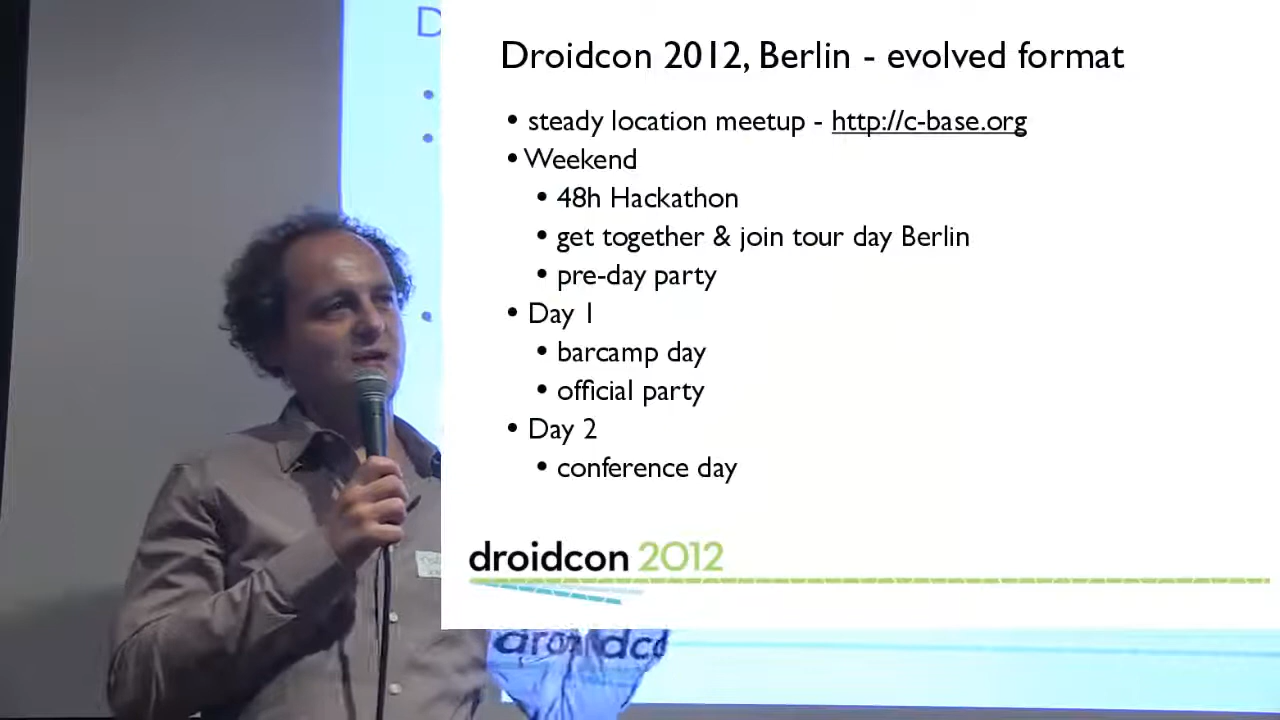 D
Droidcon 2012, Berlin - evolved format
• steady location meetup - http://c-base.org
• Weekend
• 48h Hackathon
• get together & join tour day Berlin
• pre-day party
• Day 1
• barcamp day
• official party
• Day 2
• conference day
droidcon 2012
droidco